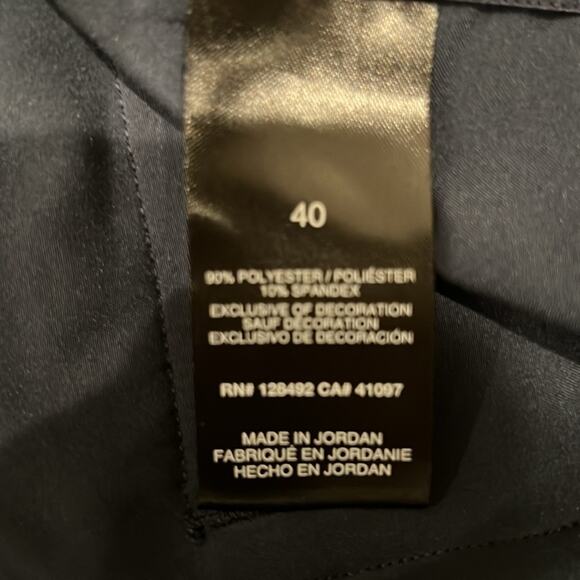 40
90% POLYESTER / POLIÉSTER
10% SPANDEX
EXCLUSIVE OF DECORATION
SAUF DÉCORATION
EXCLUSIVO DE DECORACIÓN
RN# 128492 CA# 41097
MADE IN JORDAN
FABRIQUÉ EN JORDANIE
HECHO EN JORDAN